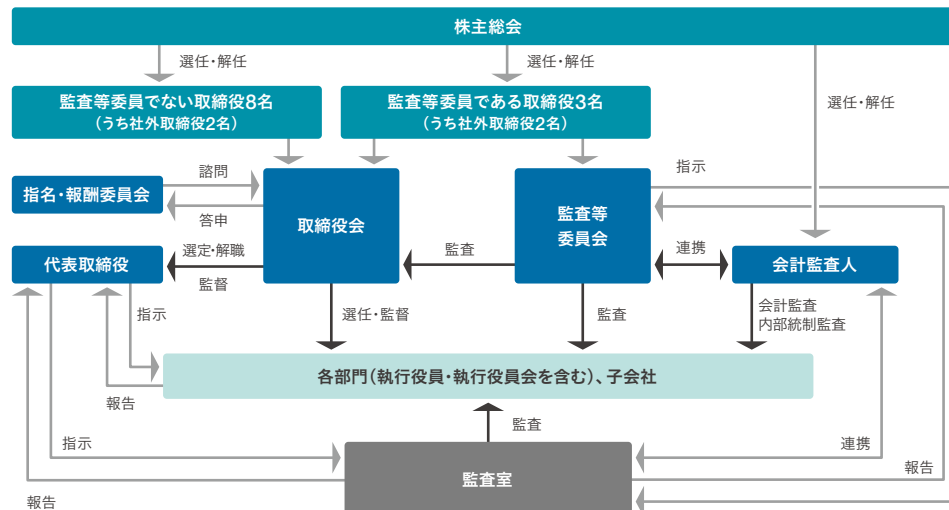 株主総会
選任・解任
選任・解任
選任・解任
監査等委員でない取締役8名
（うち社外取締役2名）
監査等委員である取締役3名
（うち社外取締役2名）
指名・報酬委員会
諮問
答申
取締役会
監査等
委員会
指示
代表取締役
選定・解職
監督
監査
連携
会計監査人
指示
選任・監督
監査
会計監査
内部統制監査
各部門（執行役員・執行役員会を含む）、子会社
報告
監査
指示
連携
監査室
報告
報告